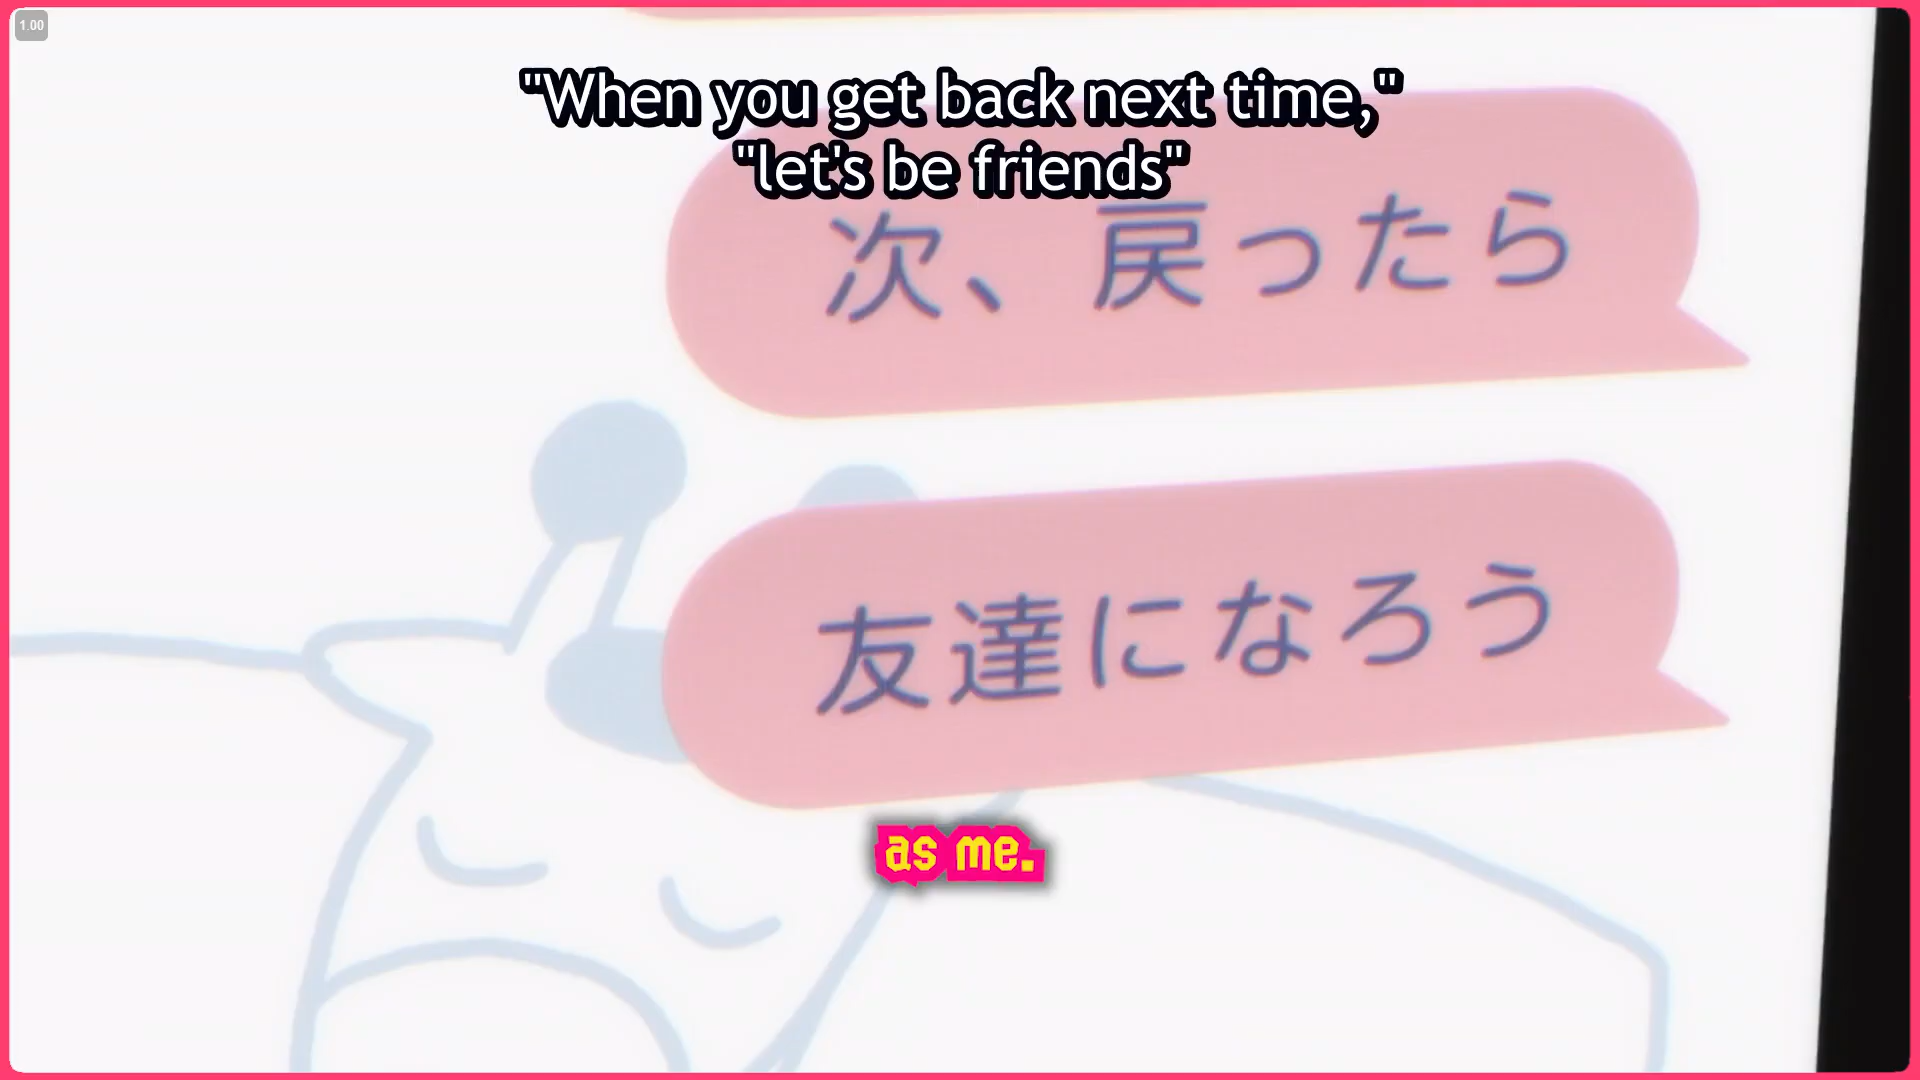 1.00
"When you get back next time,"
"let's be friends"
次、戻ったら
友達になろう
as me.